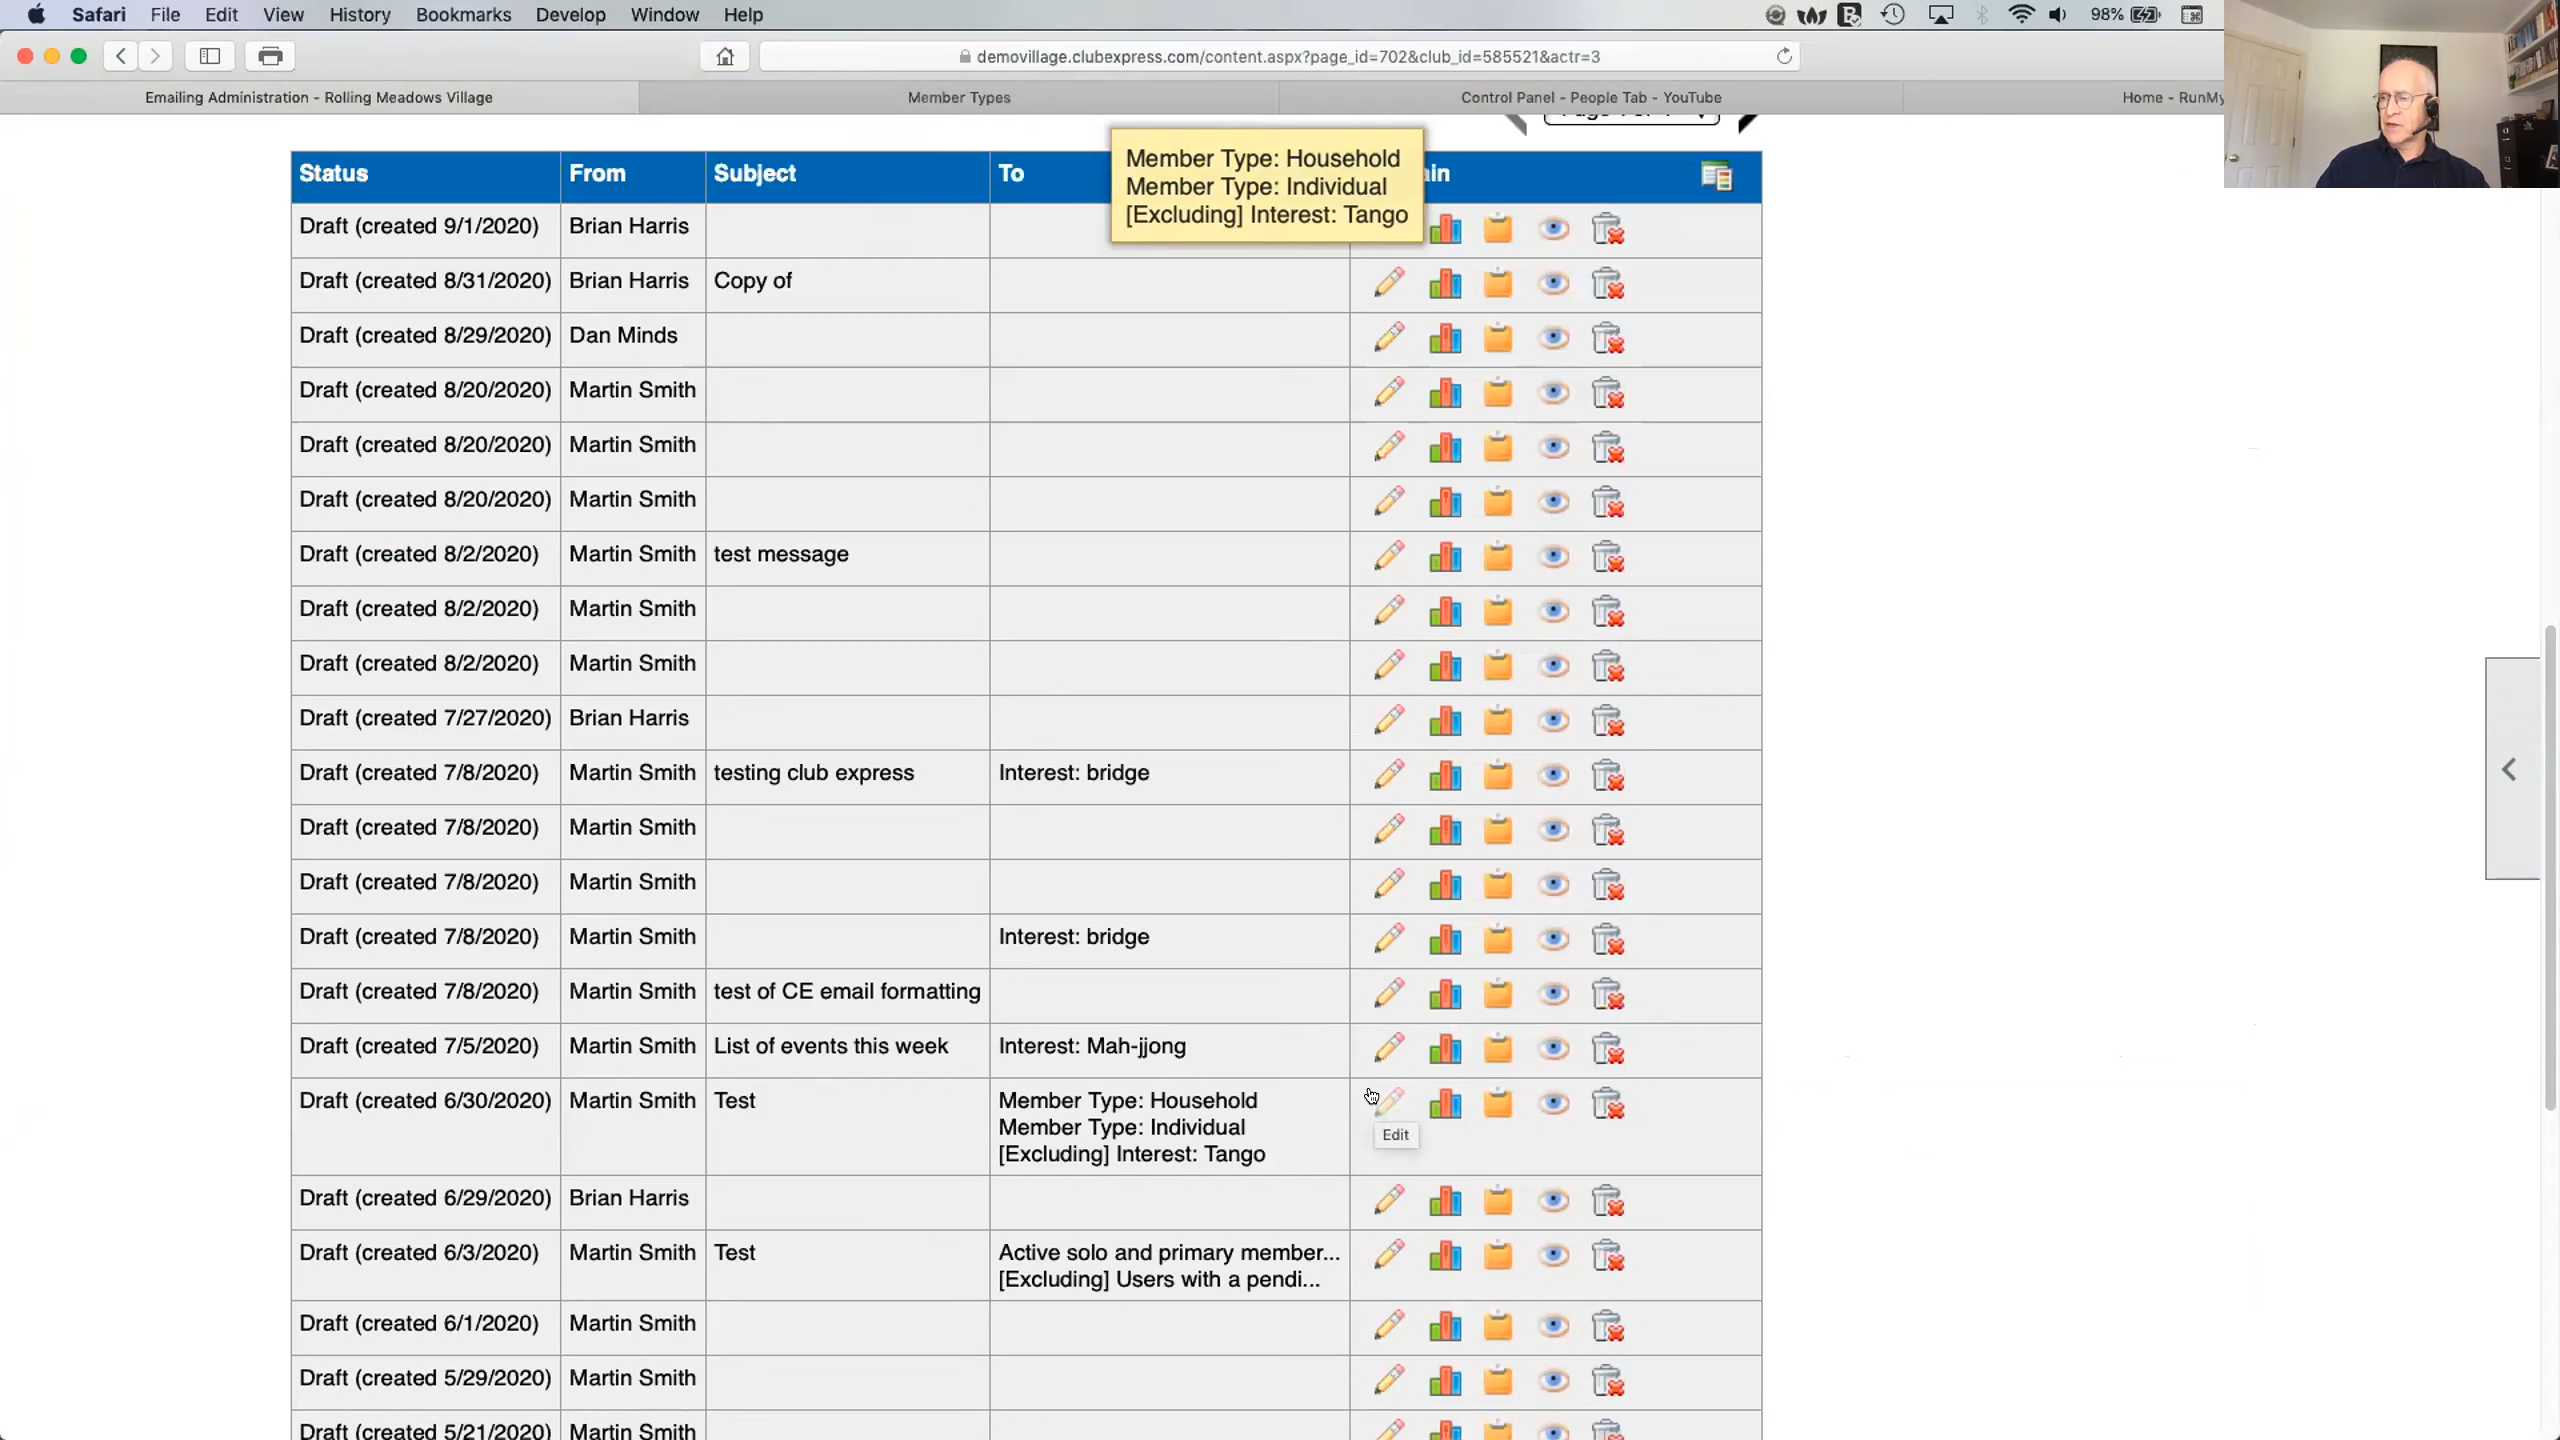 Safari File Edit View History Bookmarks Develop Window Help 98%
demovillage.clubexpress.com/content.aspx?page_id=702&club_id=585521&actr=3
Emailing Administration - Rolling Meadows Village Member Types Control Panel - People Tab - YouTube Home - RunMy
Member Type: Household
Member Type: Individual
[Excluding] Interest: Tango
Status From Subject To in
Draft (created 9/1/2020) Brian Harris
Draft (created 8/31/2020) Brian Harris Copy of
Draft (created 8/29/2020) Dan Minds
Draft (created 8/20/2020) Martin Smith
Draft (created 8/20/2020) Martin Smith
Draft (created 8/20/2020) Martin Smith
Draft (created 8/2/2020) Martin Smith test message
Draft (created 8/2/2020) Martin Smith
Draft (created 8/2/2020) Martin Smith
Draft (created 7/27/2020) Brian Harris
Draft (created 7/8/2020) Martin Smith testing club express Interest: bridge
Draft (created 7/8/2020) Martin Smith
Draft (created 7/8/2020) Martin Smith
Draft (created 7/8/2020) Martin Smith Interest: bridge
Draft (created 7/8/2020) Martin Smith test of CE email formatting
Draft (created 7/5/2020) Martin Smith List of events this week Interest: Mah-jjong
Draft (created 6/30/2020) Martin Smith Test Member Type: Household
Member Type: Individual
[Excluding] Interest: Tango
Edit
Draft (created 6/29/2020) Brian Harris
Draft (created 6/3/2020) Martin Smith Test Active solo and primary member...
[Excluding] Users with a pendi...
Draft (created 6/1/2020) Martin Smith
Draft (created 5/29/2020) Martin Smith
Draft (created 5/21/2020) Martin Smith